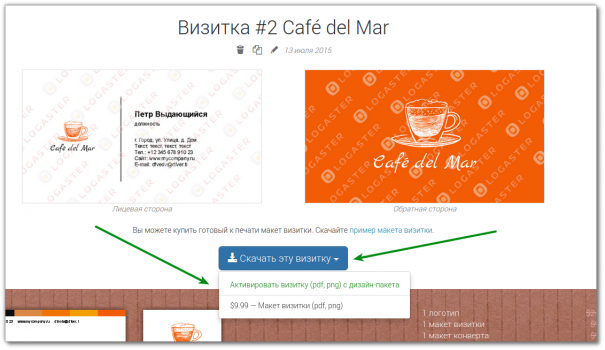 Визитка #2 Café del Mar
13 июля 2015
LOGASTER
Café del Mar
Петр Выдающийся
должность
г. Город, ул. Улица, д. Дом
Текст, текст, текст
Тел.: +12 345 678 910 23
Сайт: www.mycompany.ru
Лицевая сторона
LOGASTER
Café del Mar
Обратная сторона
Вы можете купить готовый к печати макет визитки. Скачайте пример макета визитки.
Скачать эту визитку
Активировать визитку (pdf, png) с дизайн-пакета
$9.99 — Макет визитки (pdf, png)
1 логотип
1 макет визитки
1 макет конверта